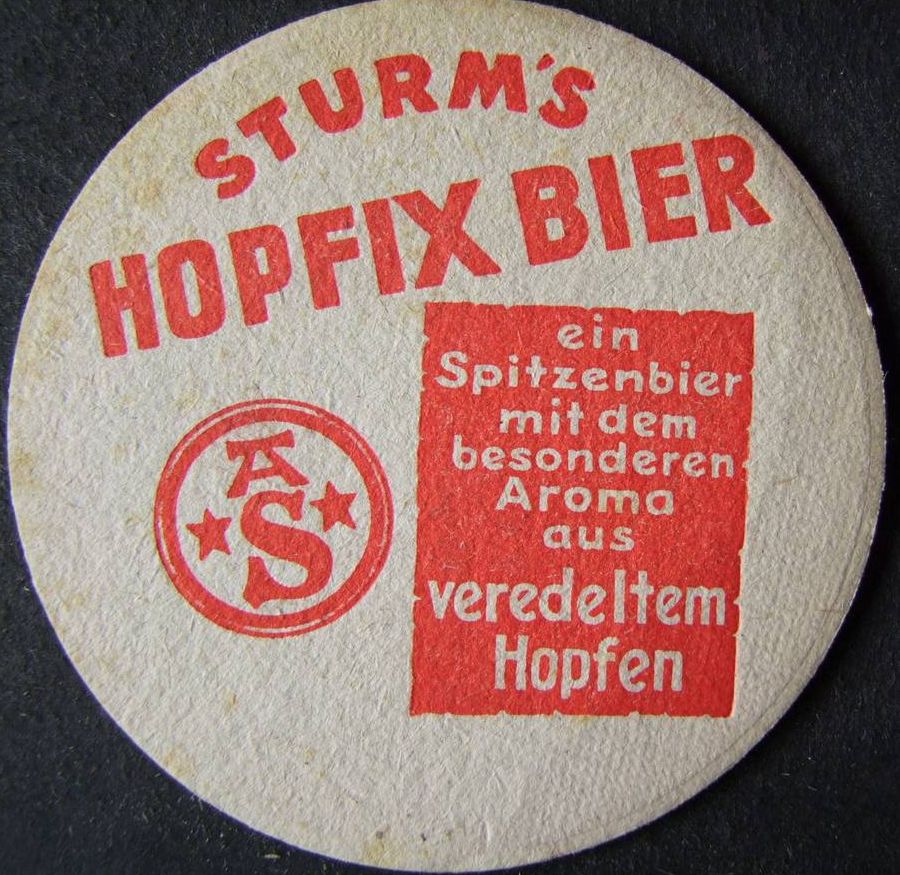 STURM'S
HOPFIX BIER
ein
Spitzenbier
mit dem
besonderen
Aroma
aus
veredeltem
Hopfen
A
S